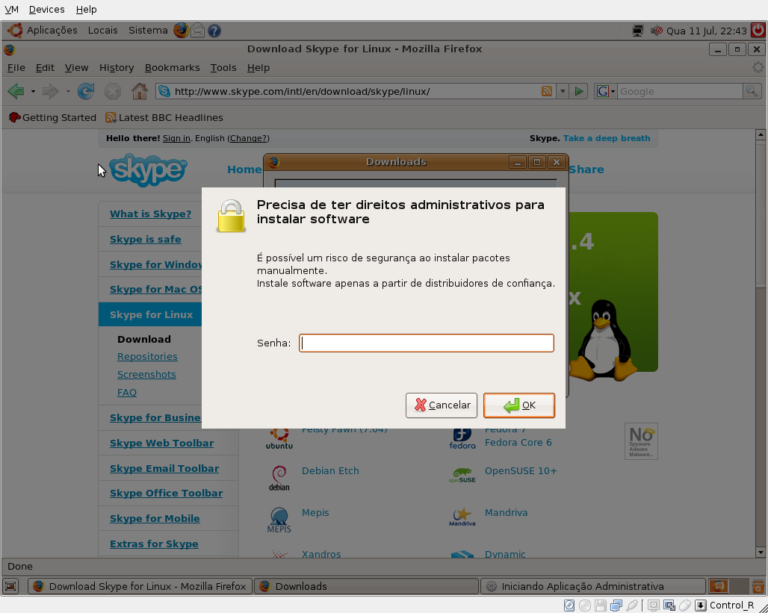 VM Devices Help
Aplicações Locais Sistema
Qua 11 Jul, 22:43
Download Skype for Linux - Mozilla Firefox
File Edit View History Bookmarks Tools Help
http://www.skype.com/intl/en/download/skype/linux/
G Google
Getting Started Latest BBC Headlines
Hello there! Sign in. English (Change?)
Skype. Take a deep breath
skype
Home
Downloads
Share
Precisa de ter direitos administrativos para
instalar software
É possível um risco de segurança ao instalar pacotes
manualmente.
Instale software apenas a partir de distribuidores de confiança.
Senha:
Cancelar OK
What is Skype?
Skype is safe
Skype for Window
Skype for Mac OS
Skype for Linux
Download
Repositories
Screenshots
FAQ
Skype for Busine
Skype Web Toolbar
Skype Email Toolbar
Skype Office Toolbar
Skype for Mobile
Extras for Skype
.4
x
ubuntu
Feisty Fawn (7.04)
fedora
Fedora 7
Fedora Core 6
No
debian
Debian Etch
openSUSE
OpenSUSE 10+
MEPIS
Mepis
Mandriva
Mandriva
Xandros
Dynamic
Done
Download Skype for Linux - Mozilla Firefox
Downloads
Iniciando Aplicação Administrativa
Control_R